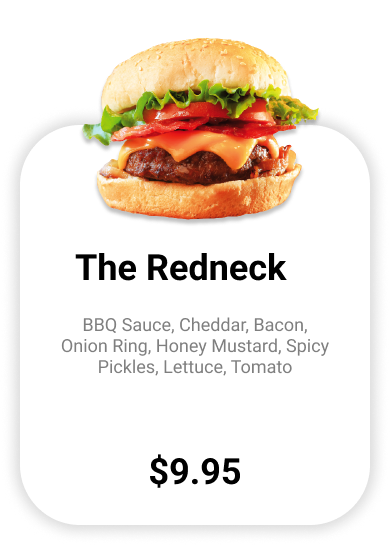 The Redneck
BBQ Sauce, Cheddar, Bacon,
Onion Ring, Honey Mustard, Spicy
Pickles, Lettuce, Tomato
$9.95